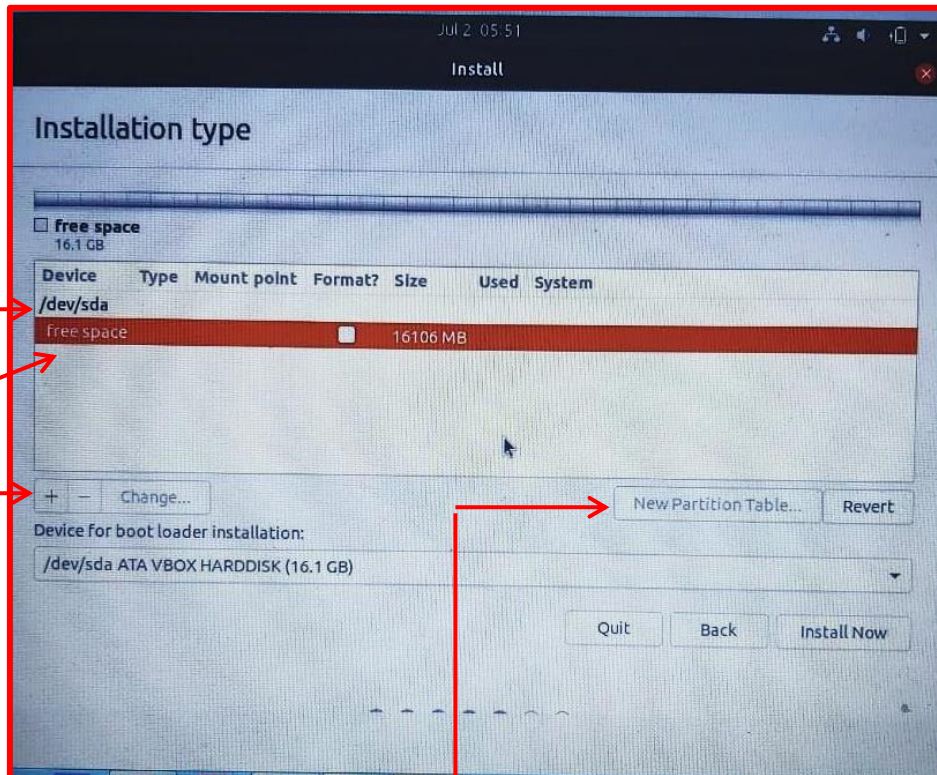 Jul 2 05:51
Install
Installation type
free space
16.1 GB
Device Type Mount point Format? Size Used System
/dev/sda
free space 16106 MB
+ - Change... New Partition Table... Revert
Device for boot loader installation:
/dev/sda ATA VBOX HARDDISK (16.1 GB)
Quit Back Install Now